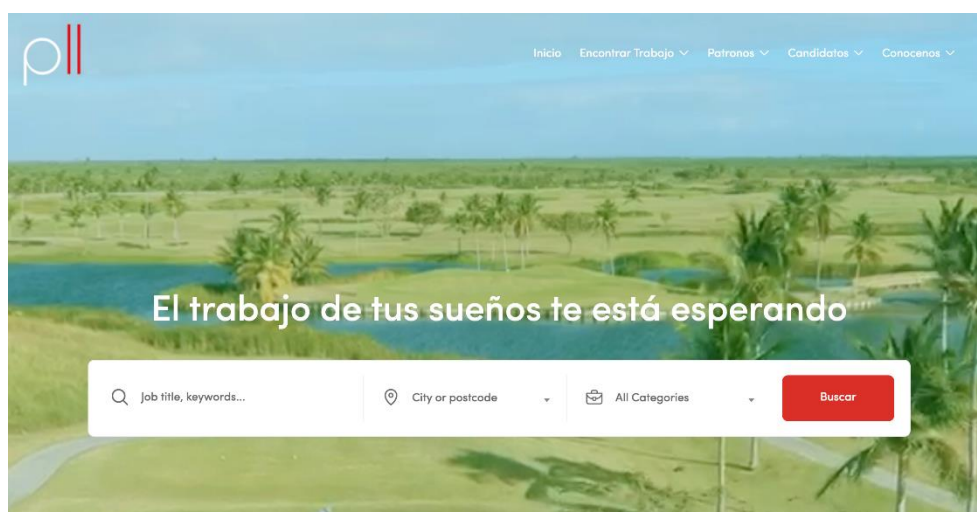 pll
Inicio Encontrar Trabajo Patronos Candidatos Conocenos
El trabajo de tus sueños te está esperando
Job title, keywords... City or postcode All Categories Buscar